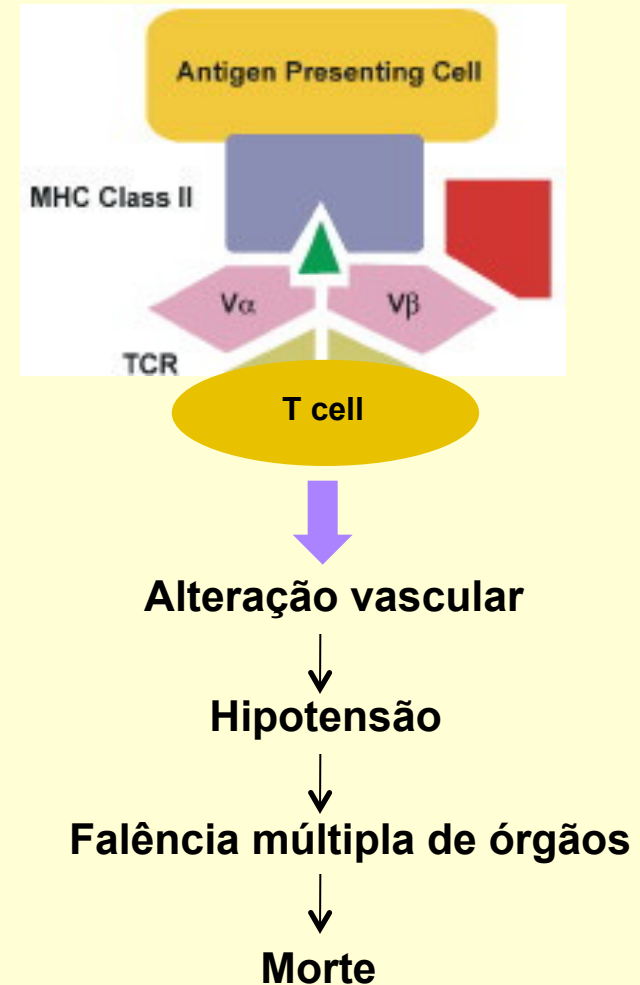 Antigen Presenting Cell
MHC Class II
Vα Vβ
TCR
T cell
Alteração vascular
Hipotensão
Falência múltipla de órgãos
Morte